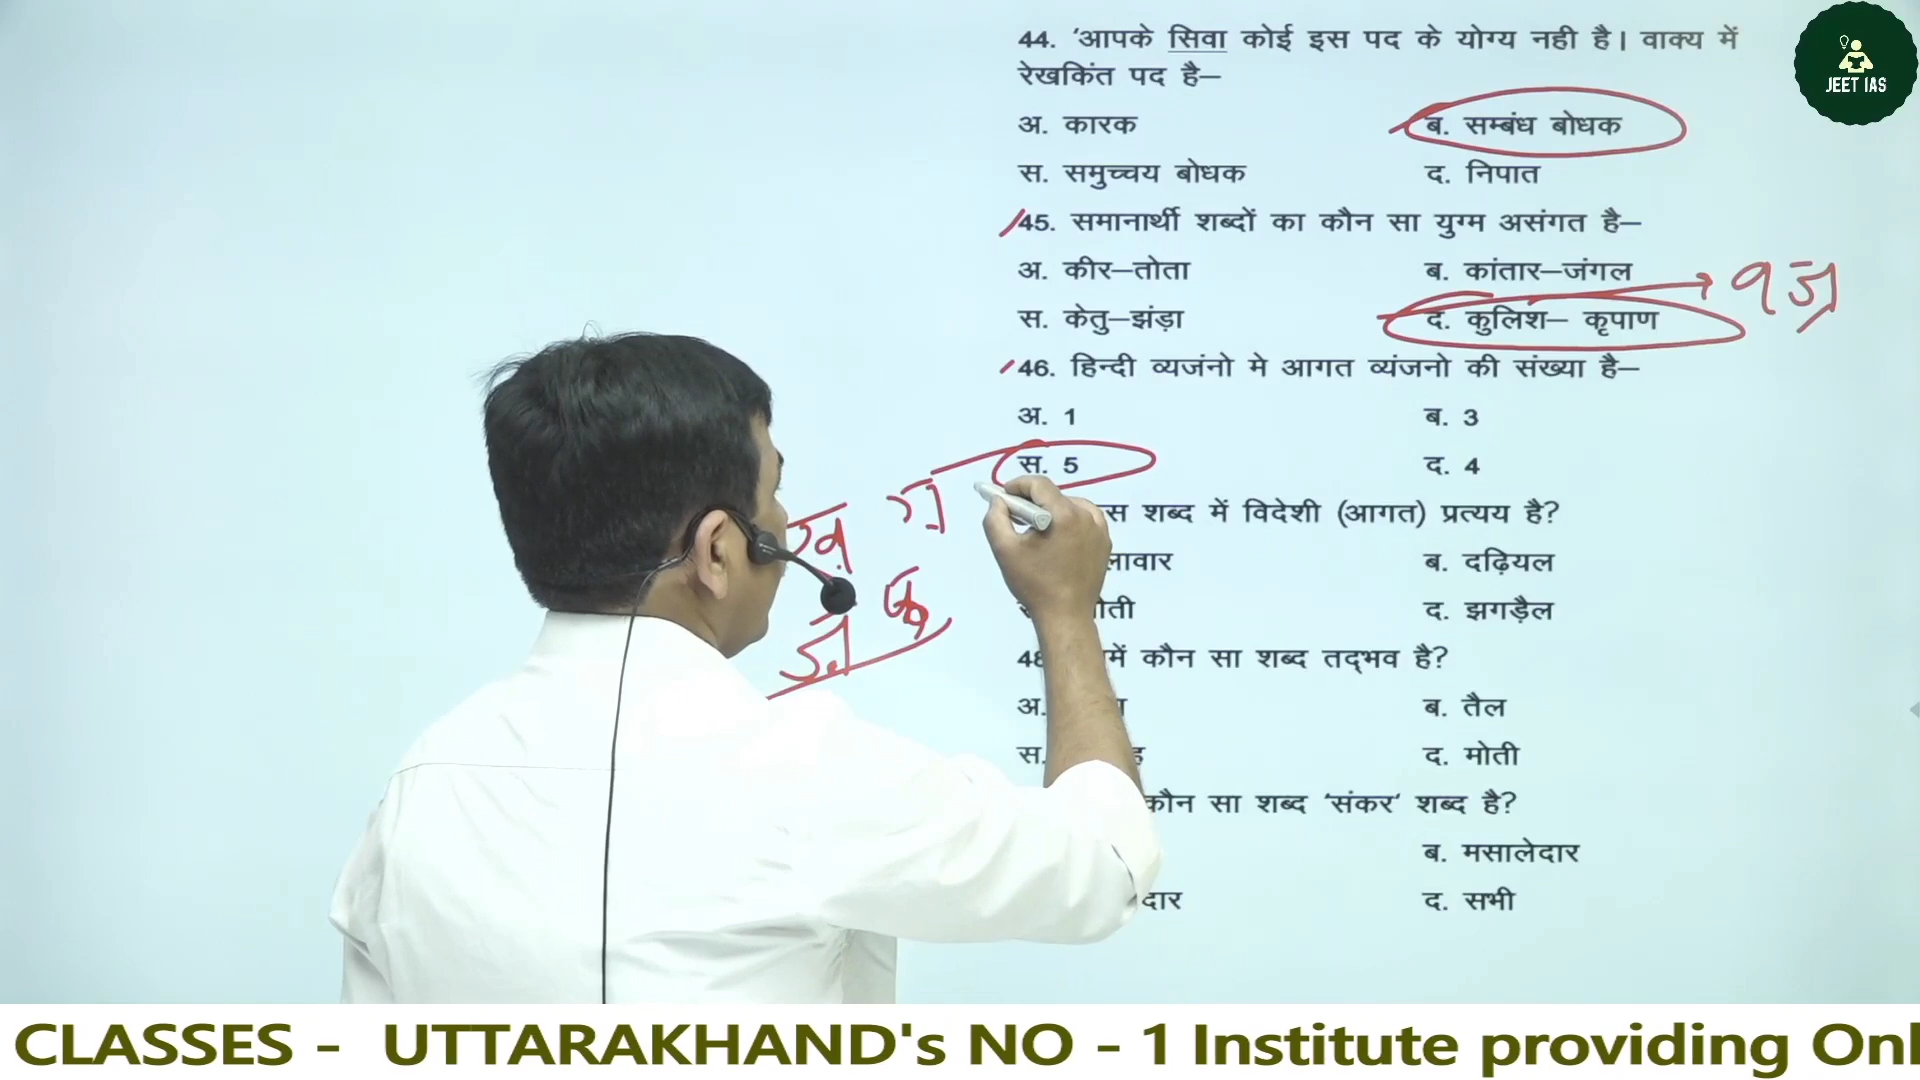 44. ‘आपके सिवा कोई इस पद के योग्य नही है। वाक्य में
रेखकिंत पद है–
अ. कारक ब. सम्बंध बोधक
स. समुच्चय बोधक द. निपात
45. समानार्थी शब्दों का कौन सा युग्म असंगत है–
अ. कीर–तोता ब. कांतार–जंगल
स. केतु–झंड़ा द. कुलिश– कृपाण
46. हिन्दी व्यजंनो मे आगत व्यंजनो की संख्या है–
अ. 1 ब. 3
स. 5 द. 4
शब्द में विदेशी (आगत) प्रत्यय है?
ब. दढ़ियल
द. झगड़ैल
कौन सा शब्द तद्भव है?
अ. ब. तैल
स. द. मोती
कौन सा शब्द ‘संकर’ शब्द है?
ब. मसालेदार
द. सभी
JEET IAS
ख़ ग़
ज़ फ़
CLASSES - UTTARAKHAND's NO - 1 Institute providing